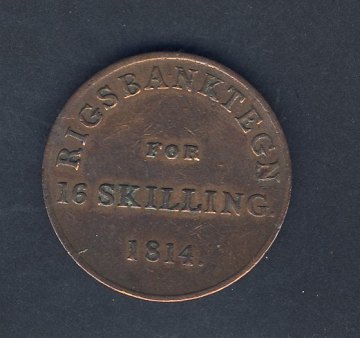 RIGSBANKTEGN
FOR
16 SKILLING.
1814.